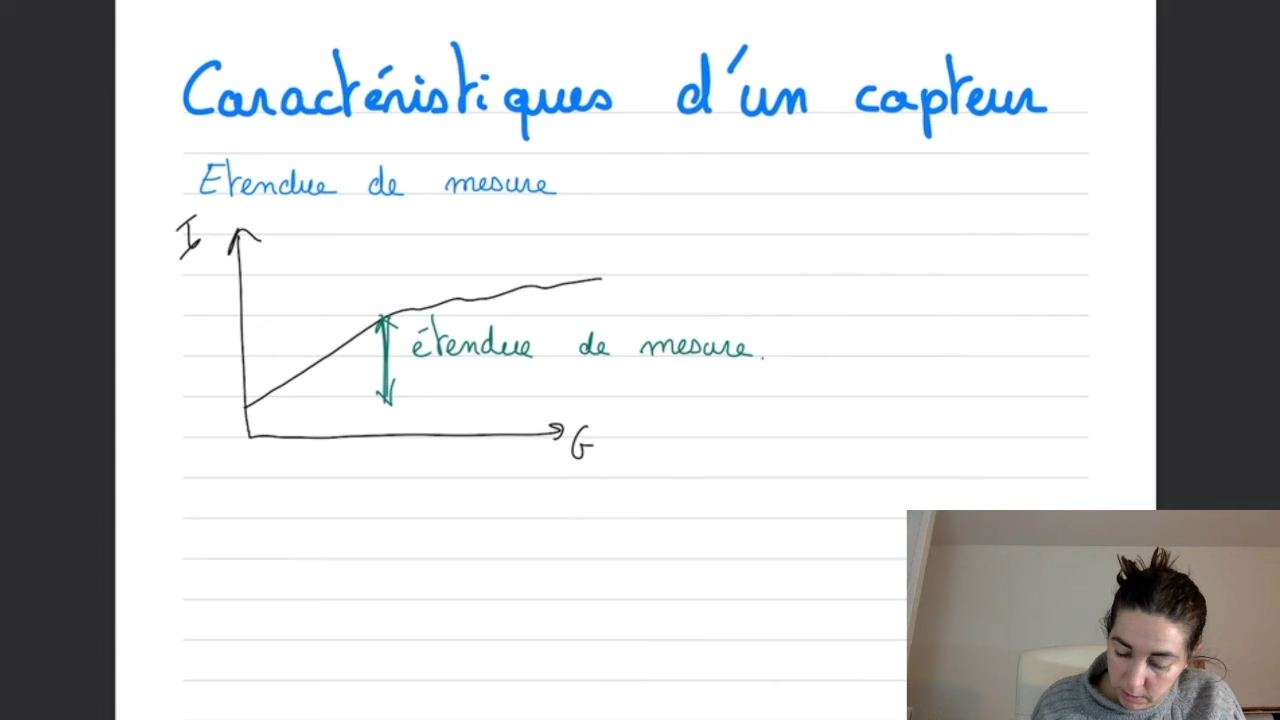 Caractéristiques d'un capteur
Etendue de mesure
I
étendue de mesure.
G